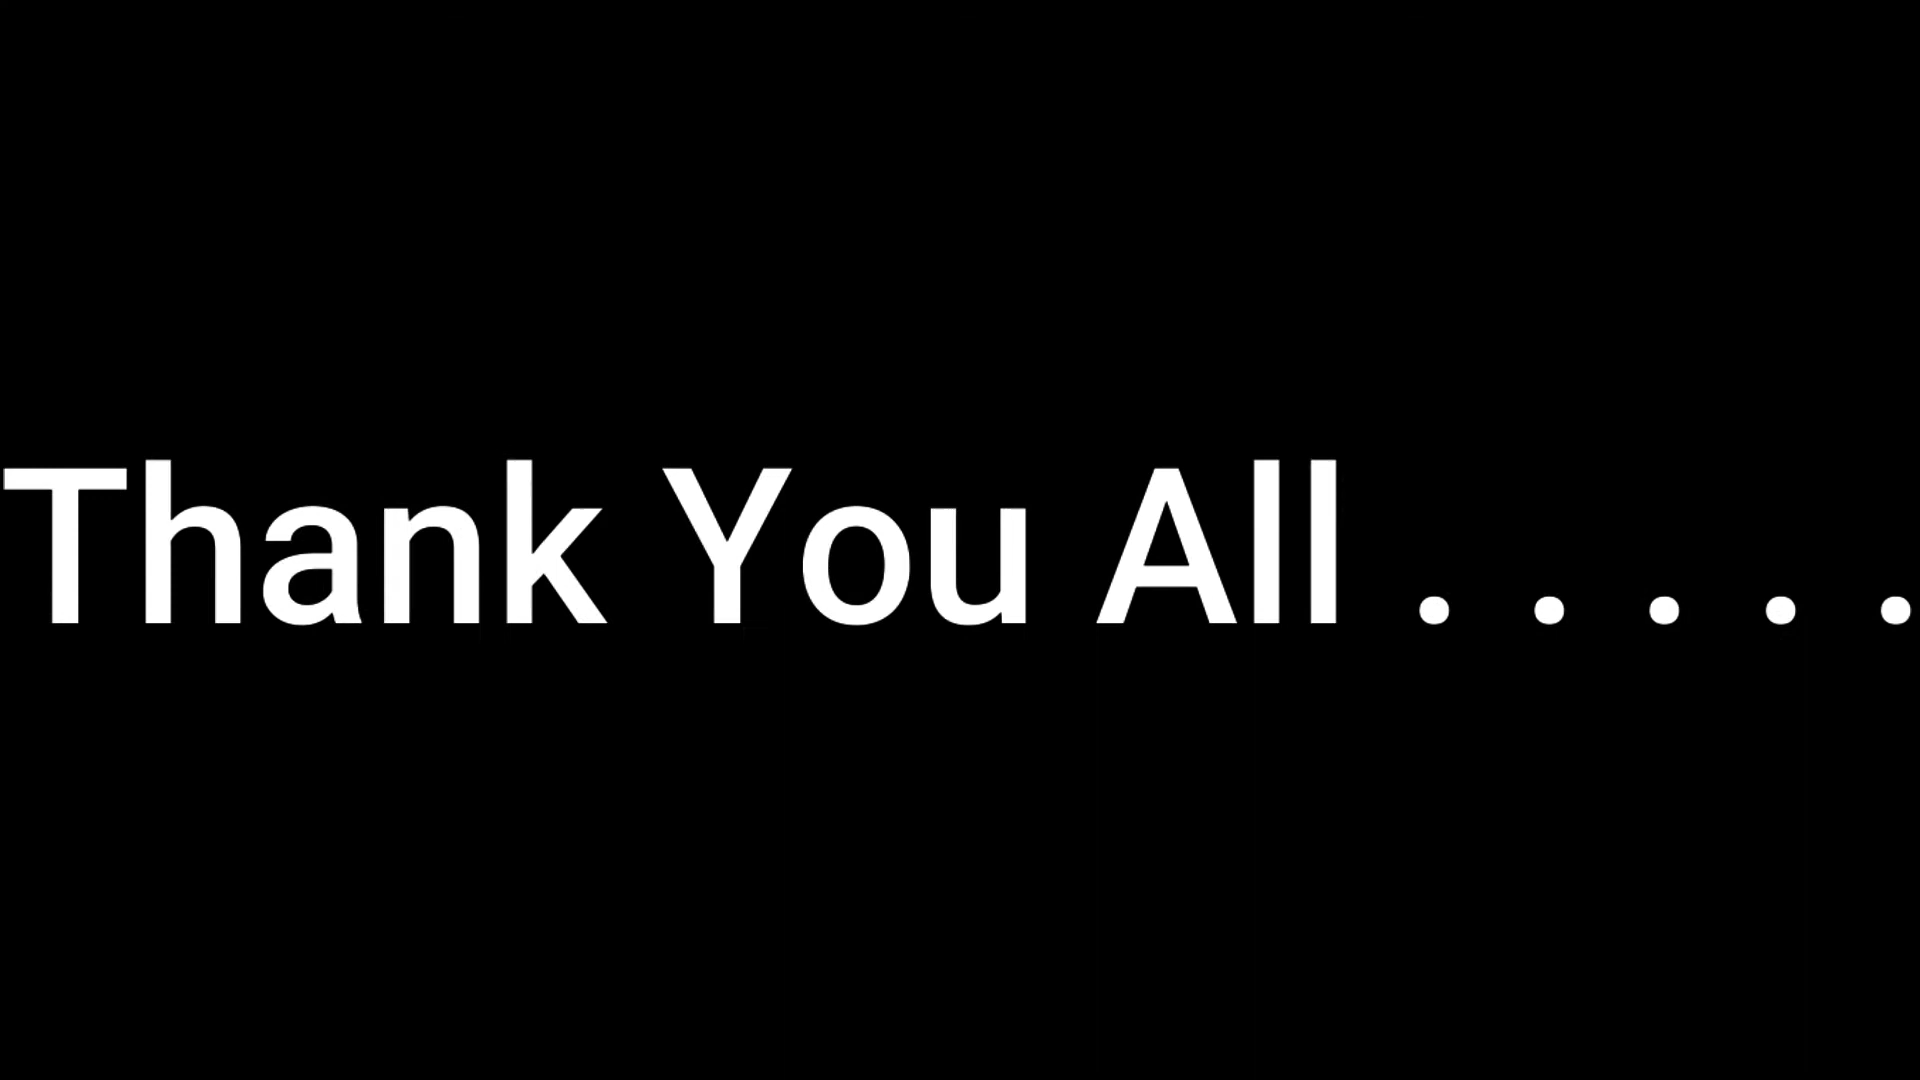 Thank You All . . . . .